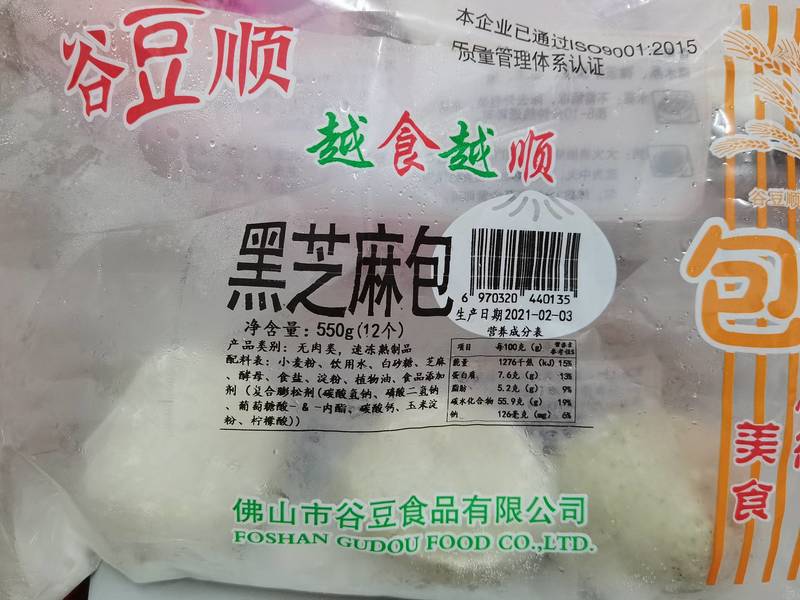 谷豆顺
本企业已通过ISO9001:2015
质量管理体系认证
越食越顺
谷豆顺
包
黑芝麻包
6 970320 440135
生产日期2021-02-03
净含量：550g(12个)
产品类别：无肉类，速冻熟制品
配料表：小麦粉、饮用水、白砂糖、芝麻
、酵母、食盐、淀粉、植物油、食品添加
剂（复合膨松剂(碳酸氢钠、磷酸二氢钠
、葡萄糖酸-&-内酯、碳酸钙、玉米淀
粉、柠檬酸))
营养成分表
项目 每100克（g） 营养素参考值%
能量 1276千焦（kJ) 15%
蛋白质 7.6克（g） 13%
脂肪 5.2克（g） 9%
碳水化合物 55.9克（g） 19%
钠 126毫克（mg） 6%
美食
佛山市谷豆食品有限公司
FOSHAN GUDOU FOOD CO.,LTD.